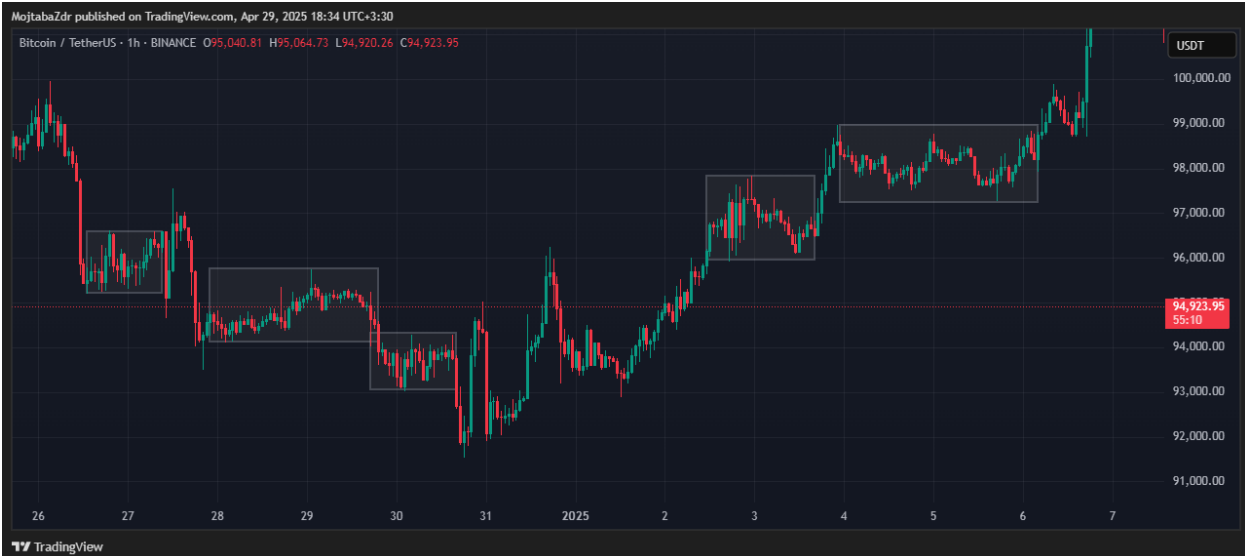 MojtabaZdr published on TradingView.com, Apr 29, 2025 18:34 UTC+3:30
Bitcoin / TetherUS · 1h · BINANCE O95,040.81 H95,064.73 L94,920.26 C94,923.95
USDT
100,000.00
99,000.00
98,000.00
97,000.00
96,000.00
94,923.95
55:10
94,000.00
93,000.00
92,000.00
91,000.00
26 27 28 29 30 31 2025 2 3 4 5 6 7
TradingView